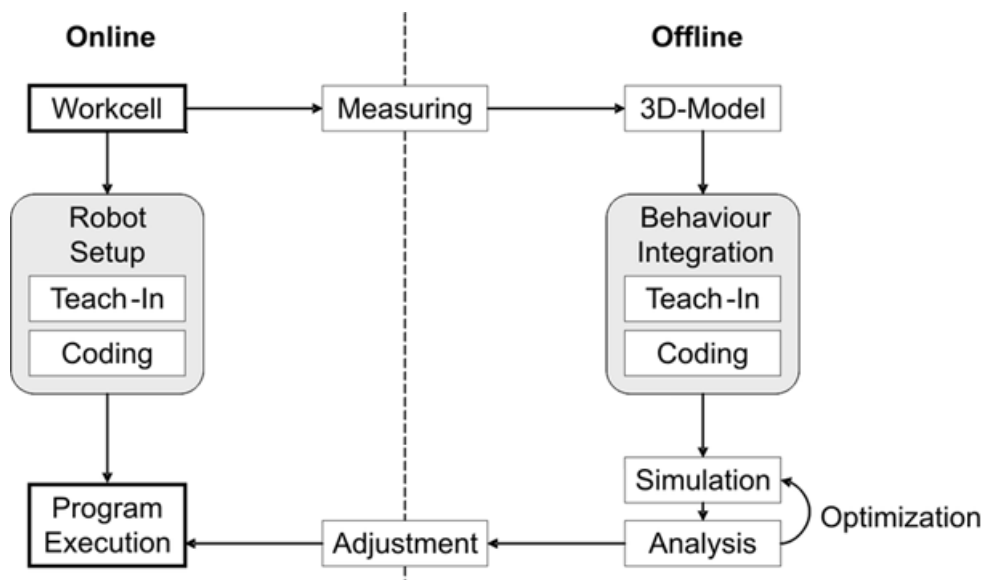 Online
Offline
Workcell
Measuring
3D-Model
Robot
Setup
Teach-In
Coding
Behaviour
Integration
Teach-In
Coding
Simulation
Optimization
Program
Execution
Adjustment
Analysis